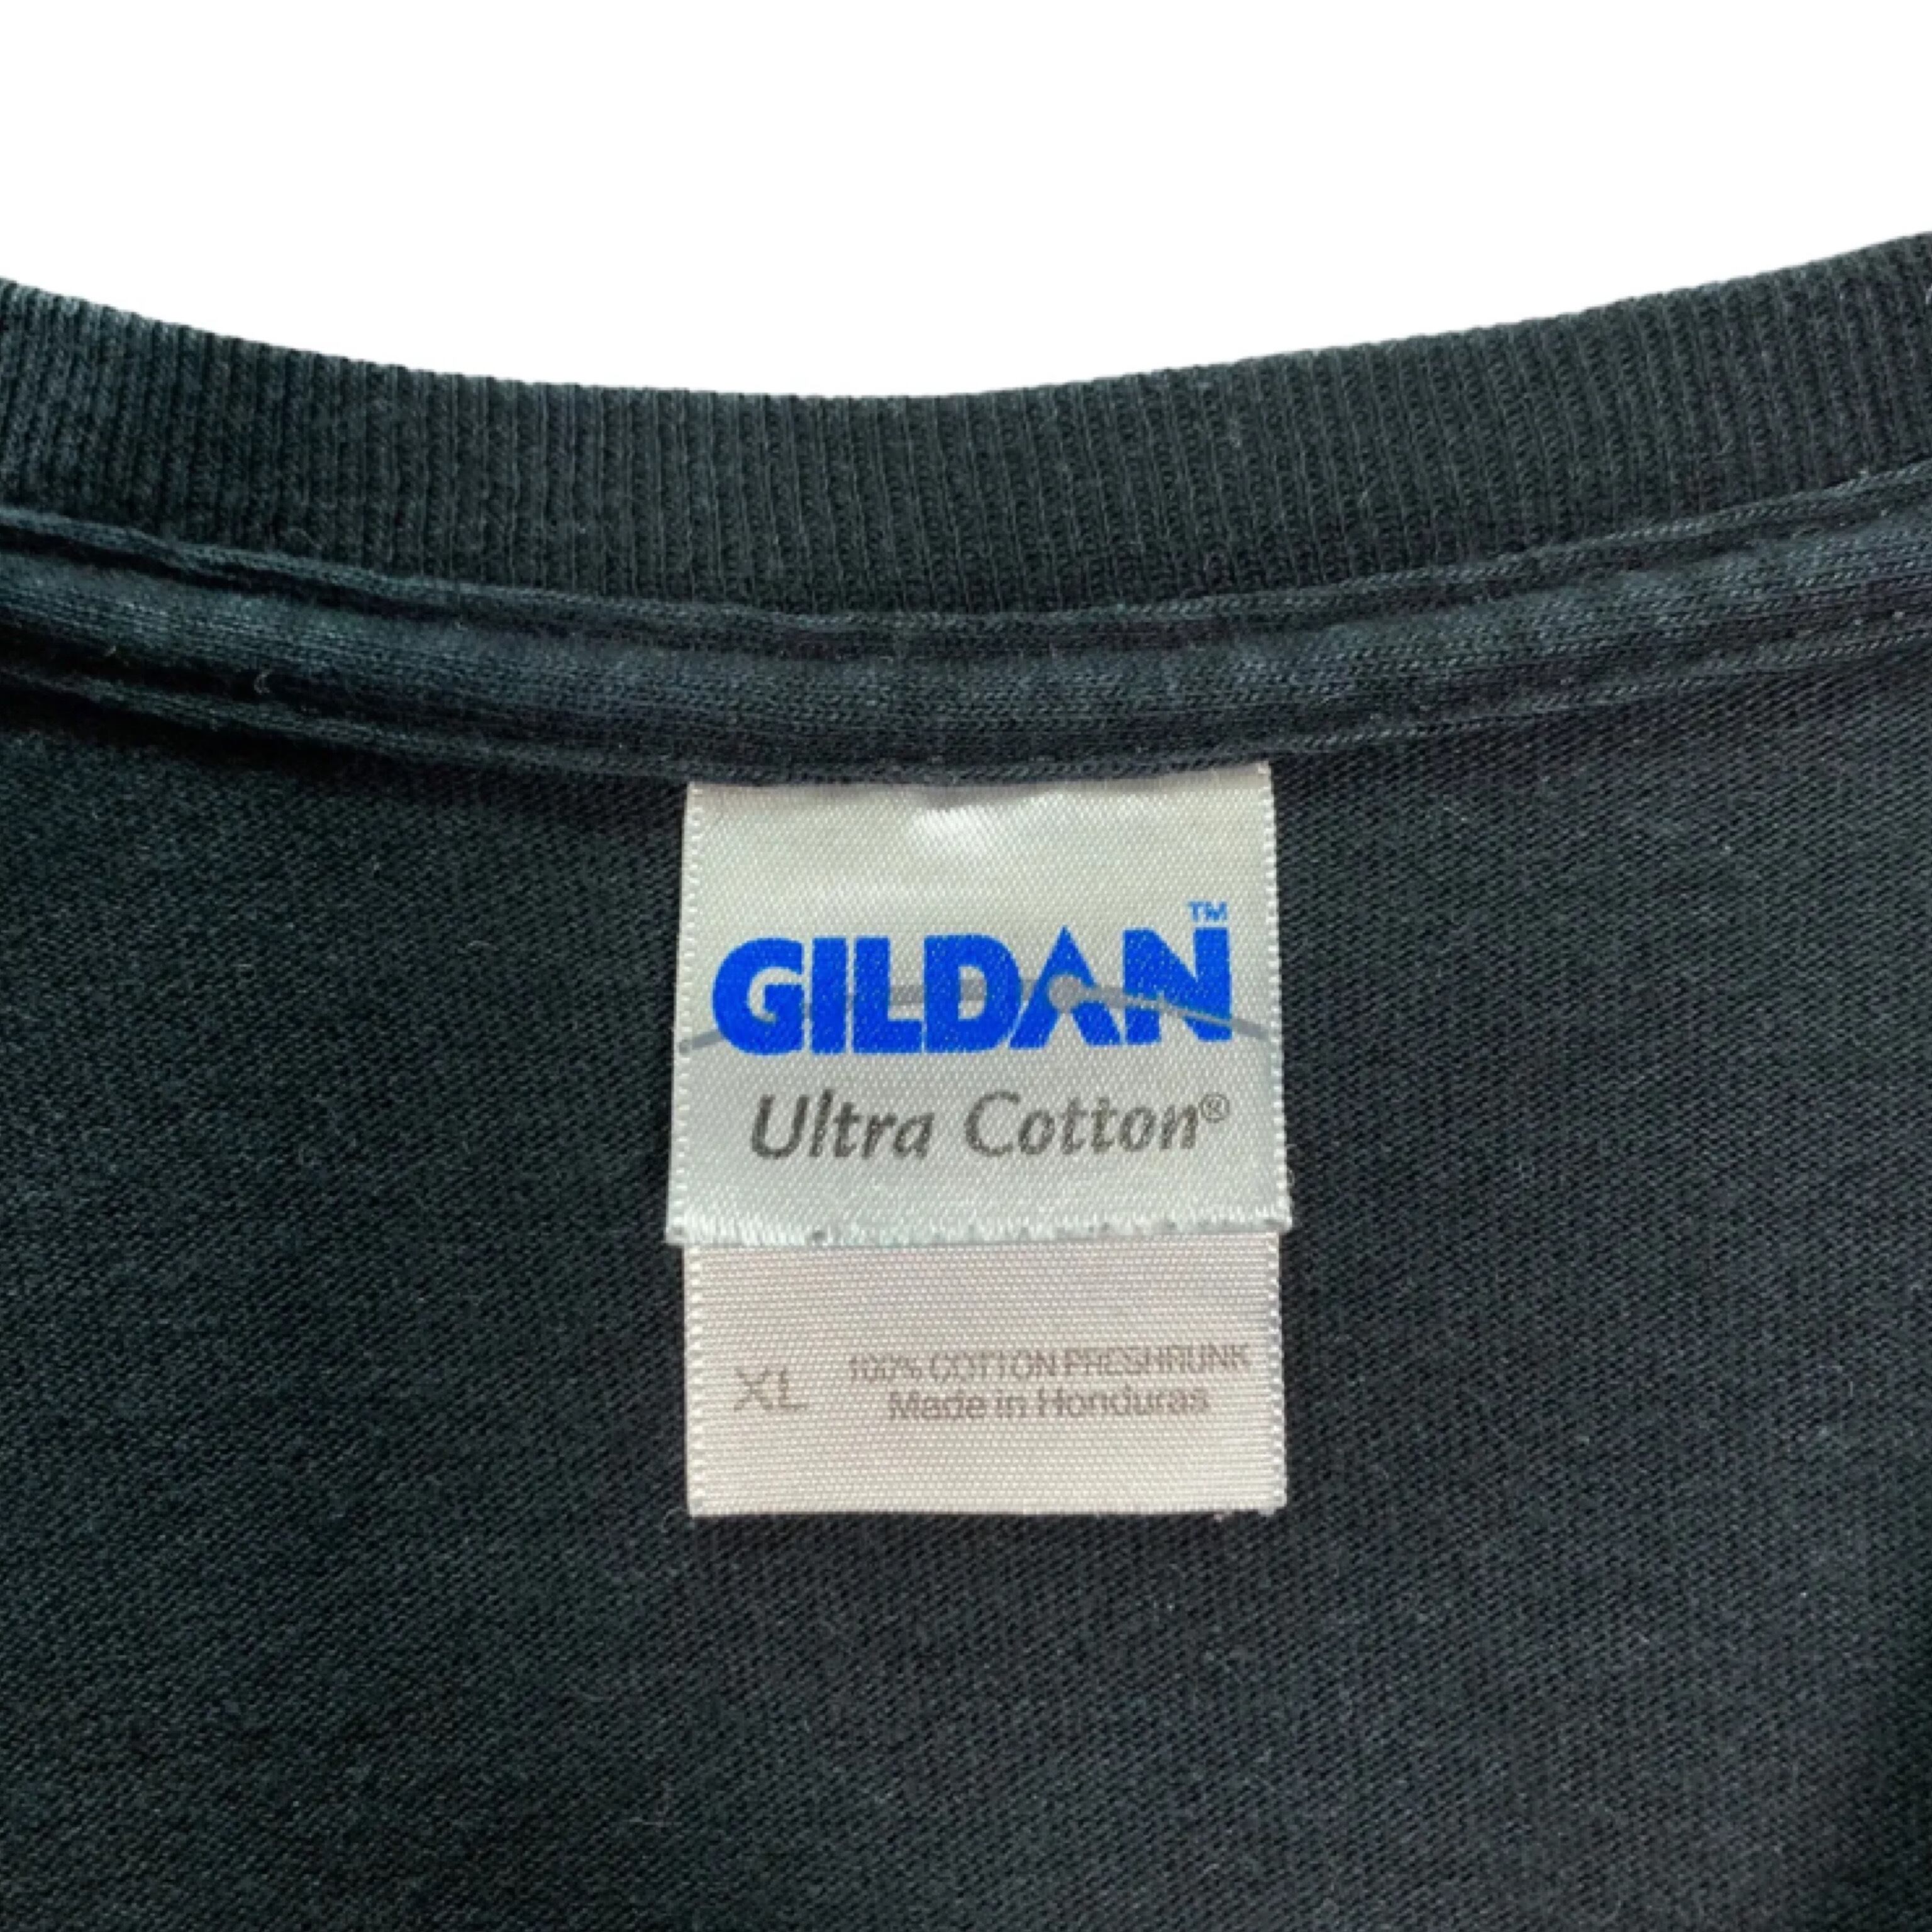 GILDAN™
Ultra Cotton®
XL
100% COTTON PRESHRUNK
Made in Honduras